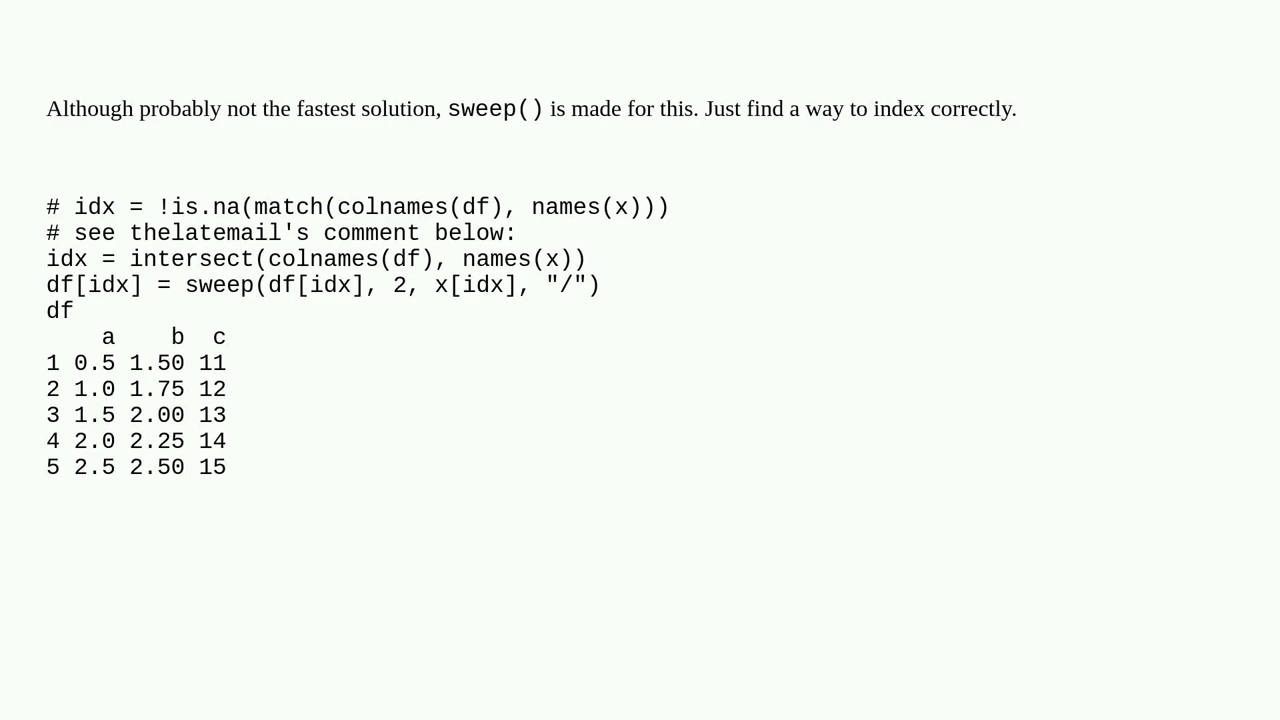 Although probably not the fastest solution, sweep() is made for this. Just find a way to index correctly.
# idx = !is.na(match(colnames(df), names(x)))
# see thelatemail's comment below:
idx = intersect(colnames(df), names(x))
df[idx] = sweep(df[idx], 2, x[idx], "/")
df
    a    b  c
1 0.5 1.50 11
2 1.0 1.75 12
3 1.5 2.00 13
4 2.0 2.25 14
5 2.5 2.50 15